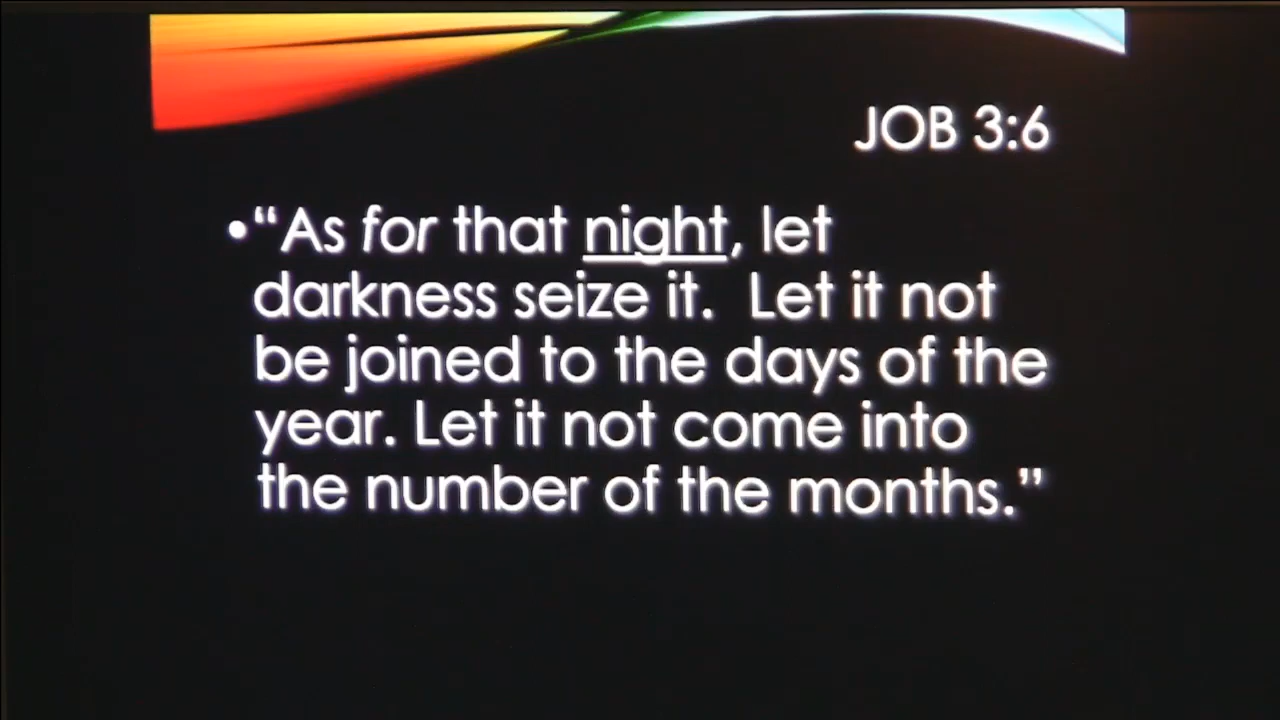 JOB 3:6
•“As for that night, let
darkness seize it.  Let it not
be joined to the days of the
year. Let it not come into
the number of the months.”